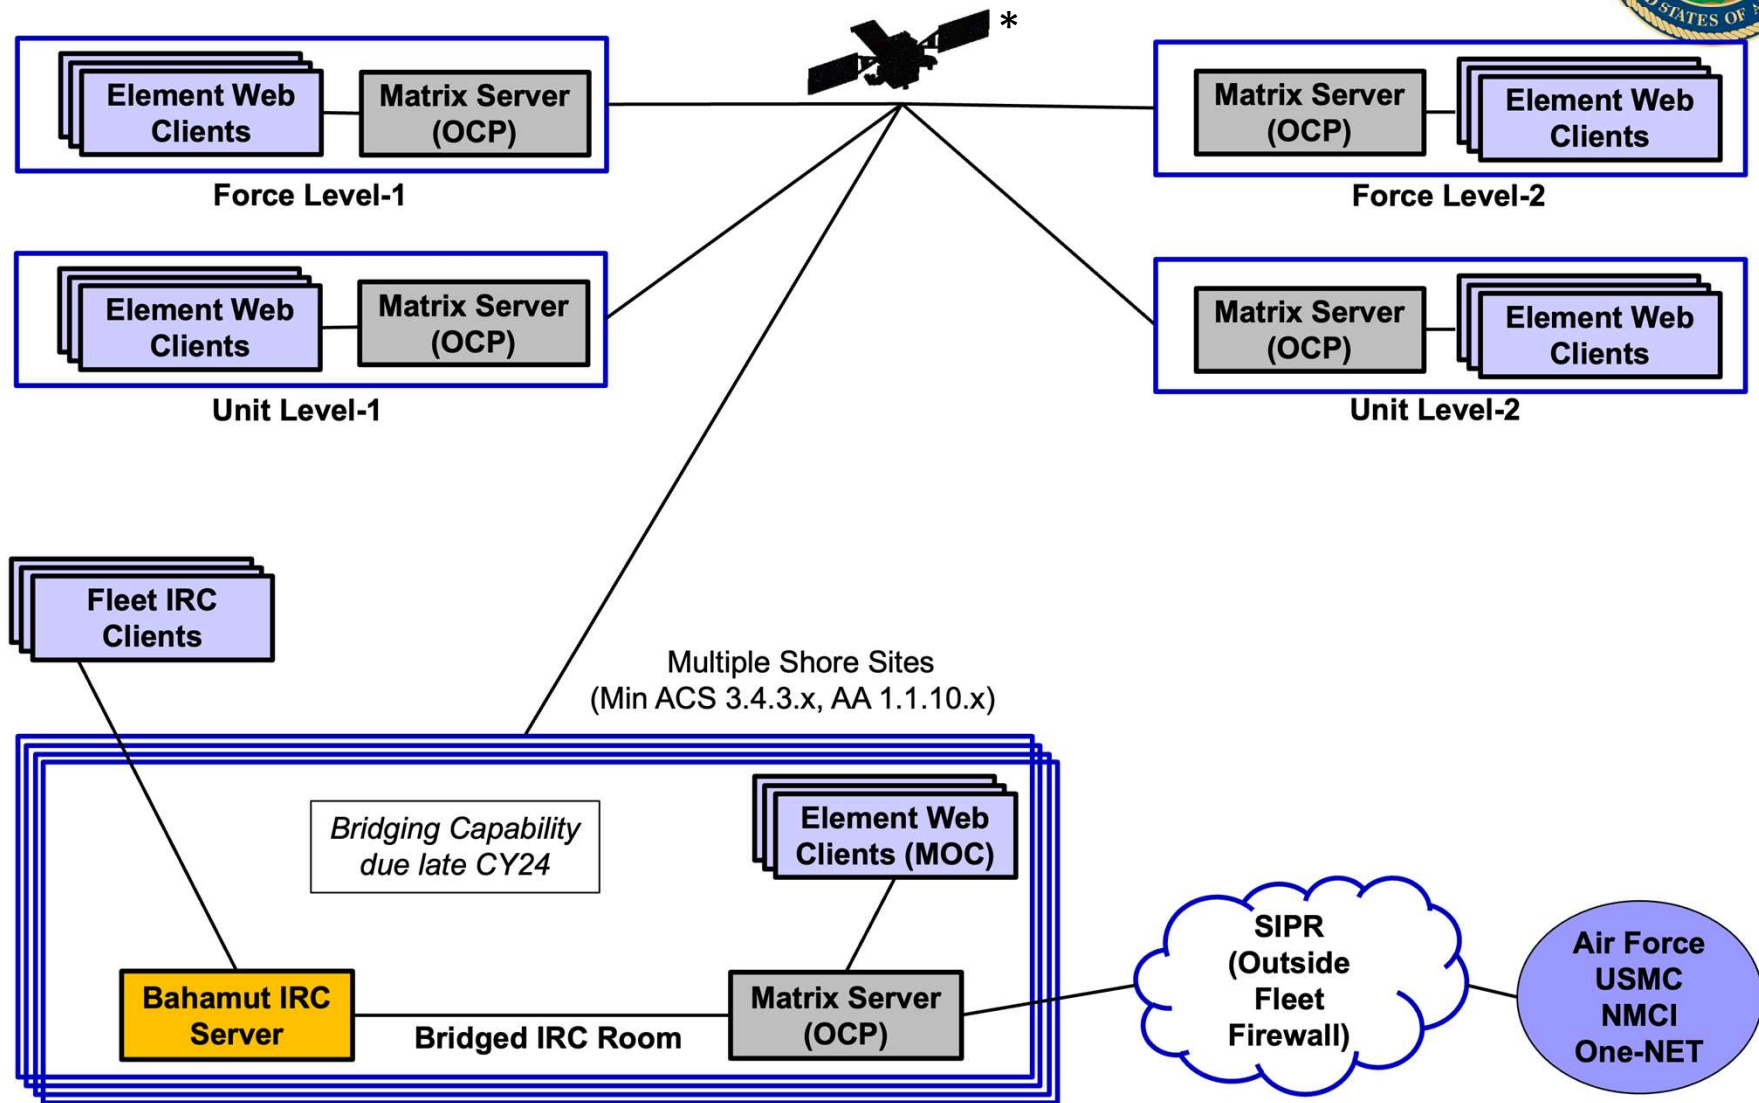 *
STATES OF
Element Web
Clients
Matrix Server
(OCP)
Force Level-1
Matrix Server
(OCP)
Element Web
Clients
Force Level-2
Element Web
Clients
Matrix Server
(OCP)
Unit Level-1
Matrix Server
(OCP)
Element Web
Clients
Unit Level-2
Fleet IRC
Clients
Multiple Shore Sites
(Min ACS 3.4.3.x, AA 1.1.10.x)
Bridging Capability
due late CY24
Element Web
Clients (MOC)
Bahamut IRC
Server
Bridged IRC Room
Matrix Server
(OCP)
SIPR
(Outside
Fleet
Firewall)
Air Force
USMC
NMCI
One-NET